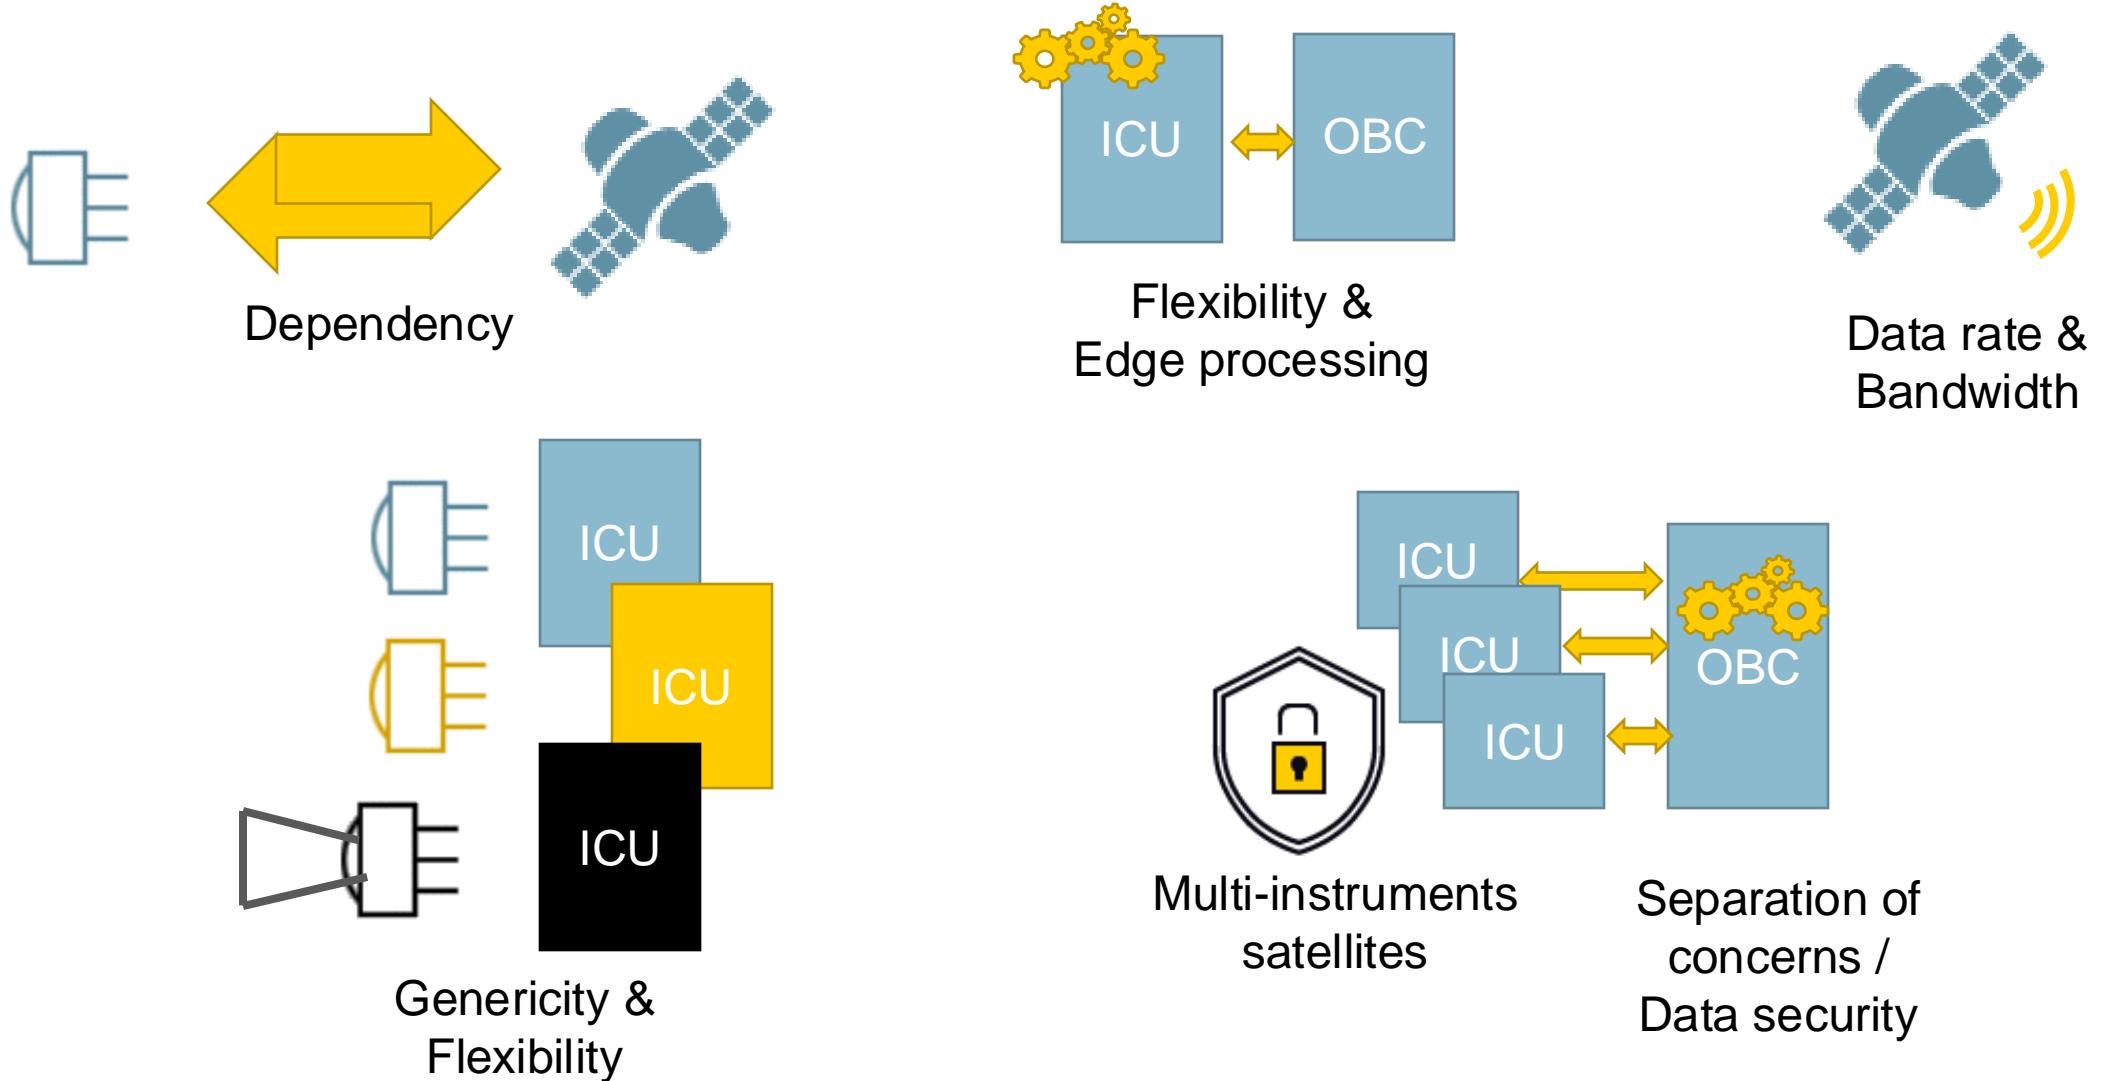 Dependency
ICU
OBC
Flexibility &
Edge processing
Data rate &
Bandwidth
ICU
ICU
ICU
Genericity &
Flexibility
ICU
ICU
ICU
OBC
Multi-instruments
satellites
Separation of
concerns /
Data security